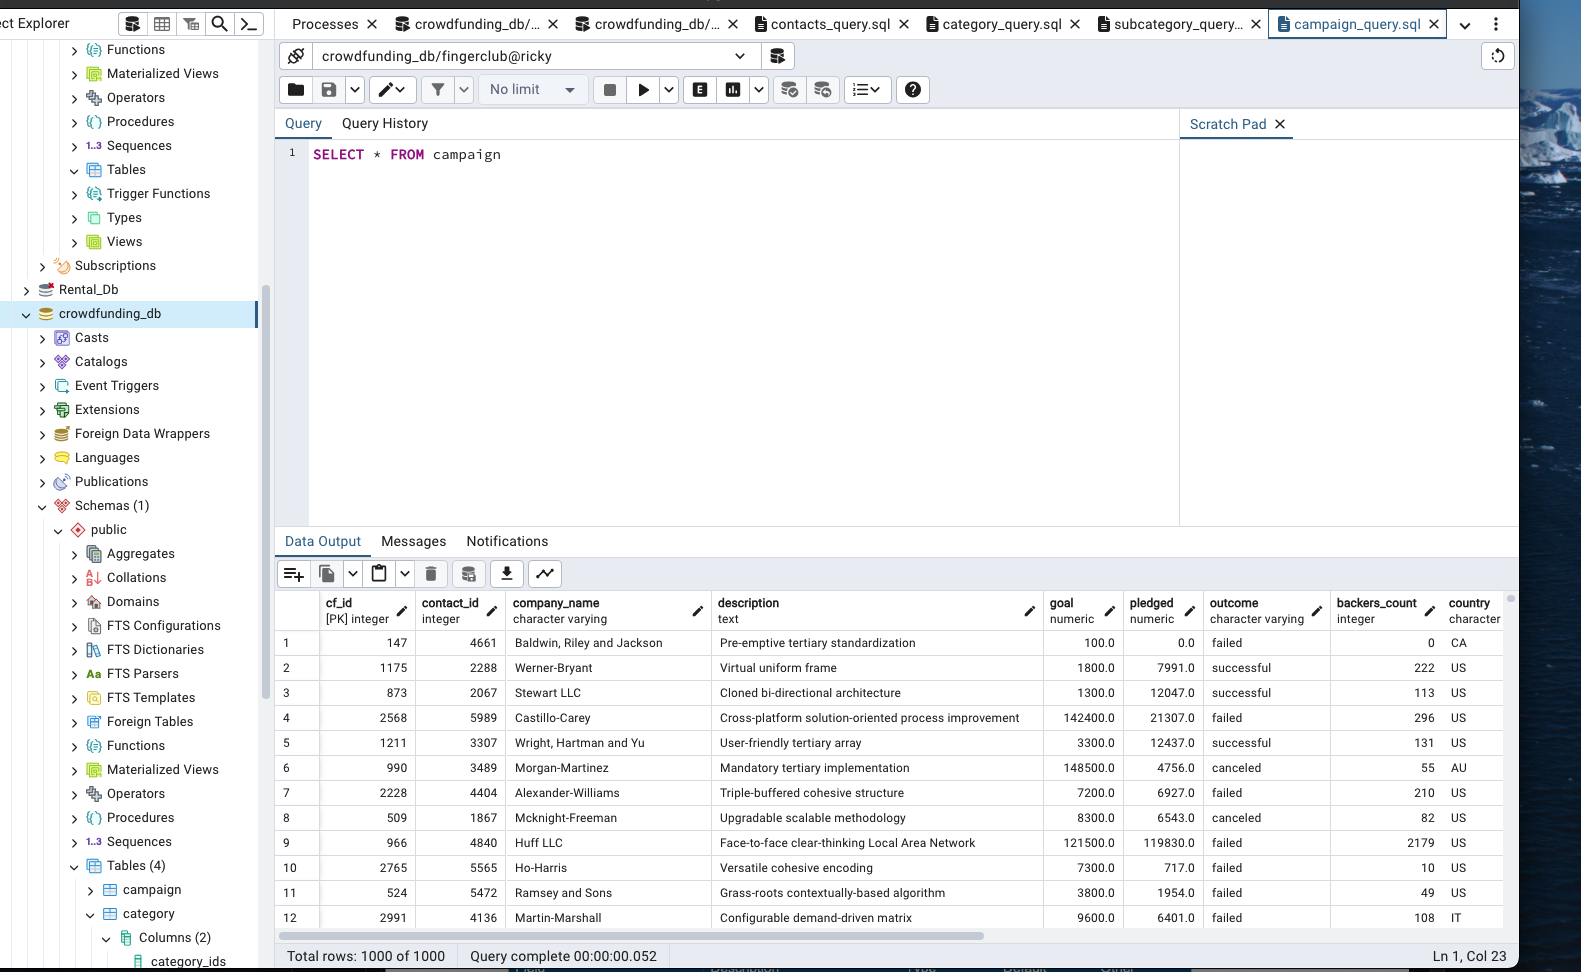 ct Explorer
Processes
crowdfunding_db/...
crowdfunding_db/...
contacts_query.sql
category_query.sql
subcategory_query...
campaign_query.sql
crowdfunding_db/fingerclub@ricky
No limit
E
Query
Query History
Scratch Pad
1 SELECT * FROM campaign
Functions
Materialized Views
Operators
Procedures
1..3 Sequences
Tables
Trigger Functions
Types
Views
Subscriptions
Rental_Db
crowdfunding_db
Casts
Catalogs
Event Triggers
Extensions
Foreign Data Wrappers
Languages
Publications
Schemas (1)
public
Aggregates
Collations
Domains
FTS Configurations
FTS Dictionaries
Aa FTS Parsers
FTS Templates
Foreign Tables
Functions
Materialized Views
Operators
Procedures
1..3 Sequences
Tables (4)
campaign
category
Columns (2)
category_ids
Data Output
Messages
Notifications
cf_id contact_id company_name description goal pledged outcome backers_count country
[PK] integer integer character varying text numeric numeric character varying integer character
1 147 4661 Baldwin, Riley and Jackson Pre-emptive tertiary standardization 100.0 0.0 failed 0 CA
2 1175 2288 Werner-Bryant Virtual uniform frame 1800.0 7991.0 successful 222 US
3 873 2067 Stewart LLC Cloned bi-directional architecture 1300.0 12047.0 successful 113 US
4 2568 5989 Castillo-Carey Cross-platform solution-oriented process improvement 142400.0 21307.0 failed 296 US
5 1211 3307 Wright, Hartman and Yu User-friendly tertiary array 3300.0 12437.0 successful 131 US
6 990 3489 Morgan-Martinez Mandatory tertiary implementation 148500.0 4756.0 canceled 55 AU
7 2228 4404 Alexander-Williams Triple-buffered cohesive structure 7200.0 6927.0 failed 210 US
8 509 1867 Mcknight-Freeman Upgradable scalable methodology 8300.0 6543.0 canceled 82 US
9 966 4840 Huff LLC Face-to-face clear-thinking Local Area Network 121500.0 119830.0 failed 2179 US
10 2765 5565 Ho-Harris Versatile cohesive encoding 7300.0 717.0 failed 10 US
11 524 5472 Ramsey and Sons Grass-roots contextually-based algorithm 3800.0 1954.0 failed 49 US
12 2991 4136 Martin-Marshall Configurable demand-driven matrix 9600.0 6401.0 failed 108 IT
Total rows: 1000 of 1000
Query complete 00:00:00.052
Ln 1, Col 23